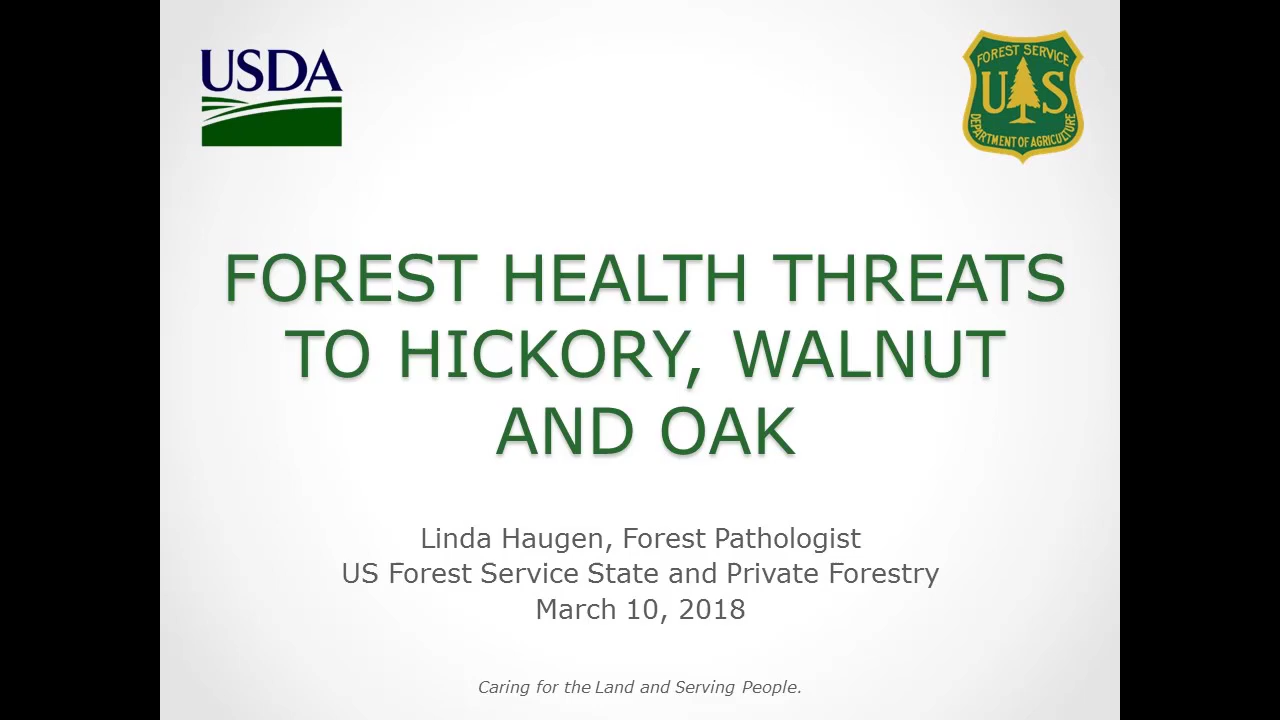 USDA
FOREST SERVICE
U S
DEPARTMENT OF AGRICULTURE
FOREST HEALTH THREATS
TO HICKORY, WALNUT
AND OAK
Linda Haugen, Forest Pathologist
US Forest Service State and Private Forestry
March 10, 2018
Caring for the Land and Serving People.